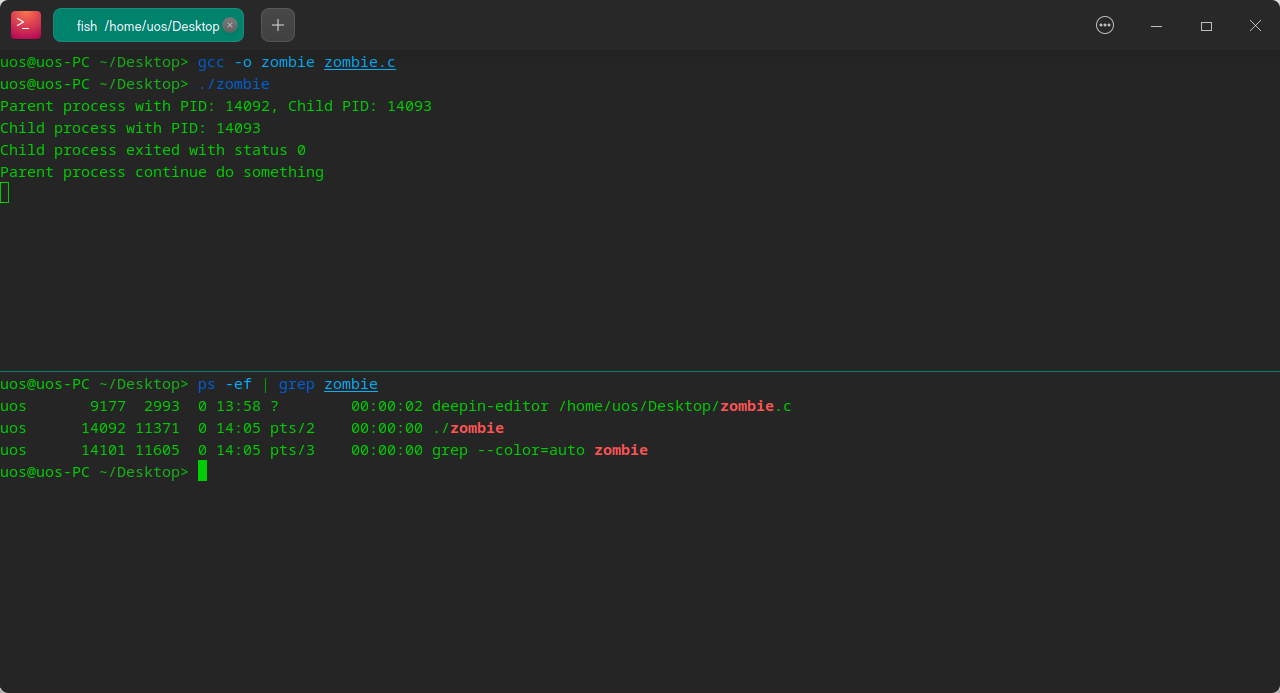 fish /home/uos/Desktop
uos@uos-PC ~/Desktop> gcc -o zombie zombie.c
uos@uos-PC ~/Desktop> ./zombie
Parent process with PID: 14092, Child PID: 14093
Child process with PID: 14093
Child process exited with status 0
Parent process continue do something
uos@uos-PC ~/Desktop> ps -ef | grep zombie
uos       9177  2993  0 13:58 ?        00:00:02 deepin-editor /home/uos/Desktop/zombie.c
uos      14092 11371  0 14:05 pts/2    00:00:00 ./zombie
uos      14101 11605  0 14:05 pts/3    00:00:00 grep --color=auto zombie
uos@uos-PC ~/Desktop>